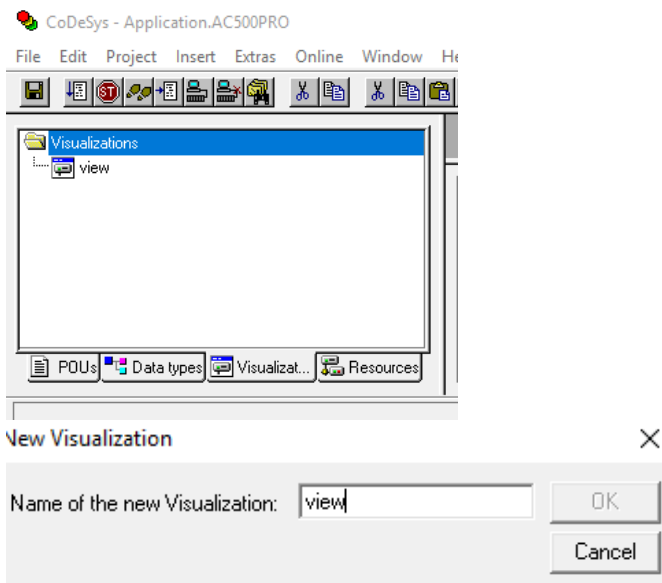 CoDeSys - Application.AC500PRO
File Edit Project Insert Extras Online Window He
Visualizations
view
POUs Data types Visualizat... Resources
New Visualization
Name of the new Visualization: view OK
Cancel